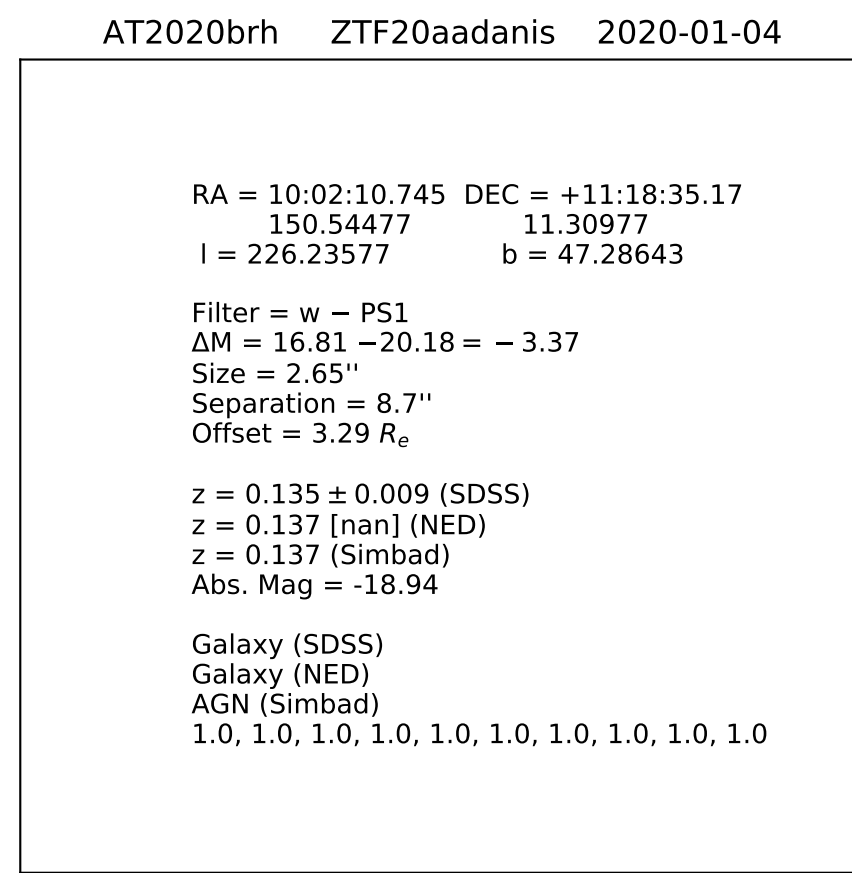 AT2020brh ZTF20aadanis 2020-01-04
RA = 10:02:10.745 DEC = +11:18:35.17
150.54477 11.30977
l = 226.23577 b = 47.28643
Filter = w − PS1
ΔM = 16.81 −20.18 = − 3.37
Size = 2.65''
Separation = 8.7''
Offset = 3.29 Re
z = 0.135 ± 0.009 (SDSS)
z = 0.137 [nan] (NED)
z = 0.137 (Simbad)
Abs. Mag = -18.94
Galaxy (SDSS)
Galaxy (NED)
AGN (Simbad)
1.0, 1.0, 1.0, 1.0, 1.0, 1.0, 1.0, 1.0, 1.0, 1.0